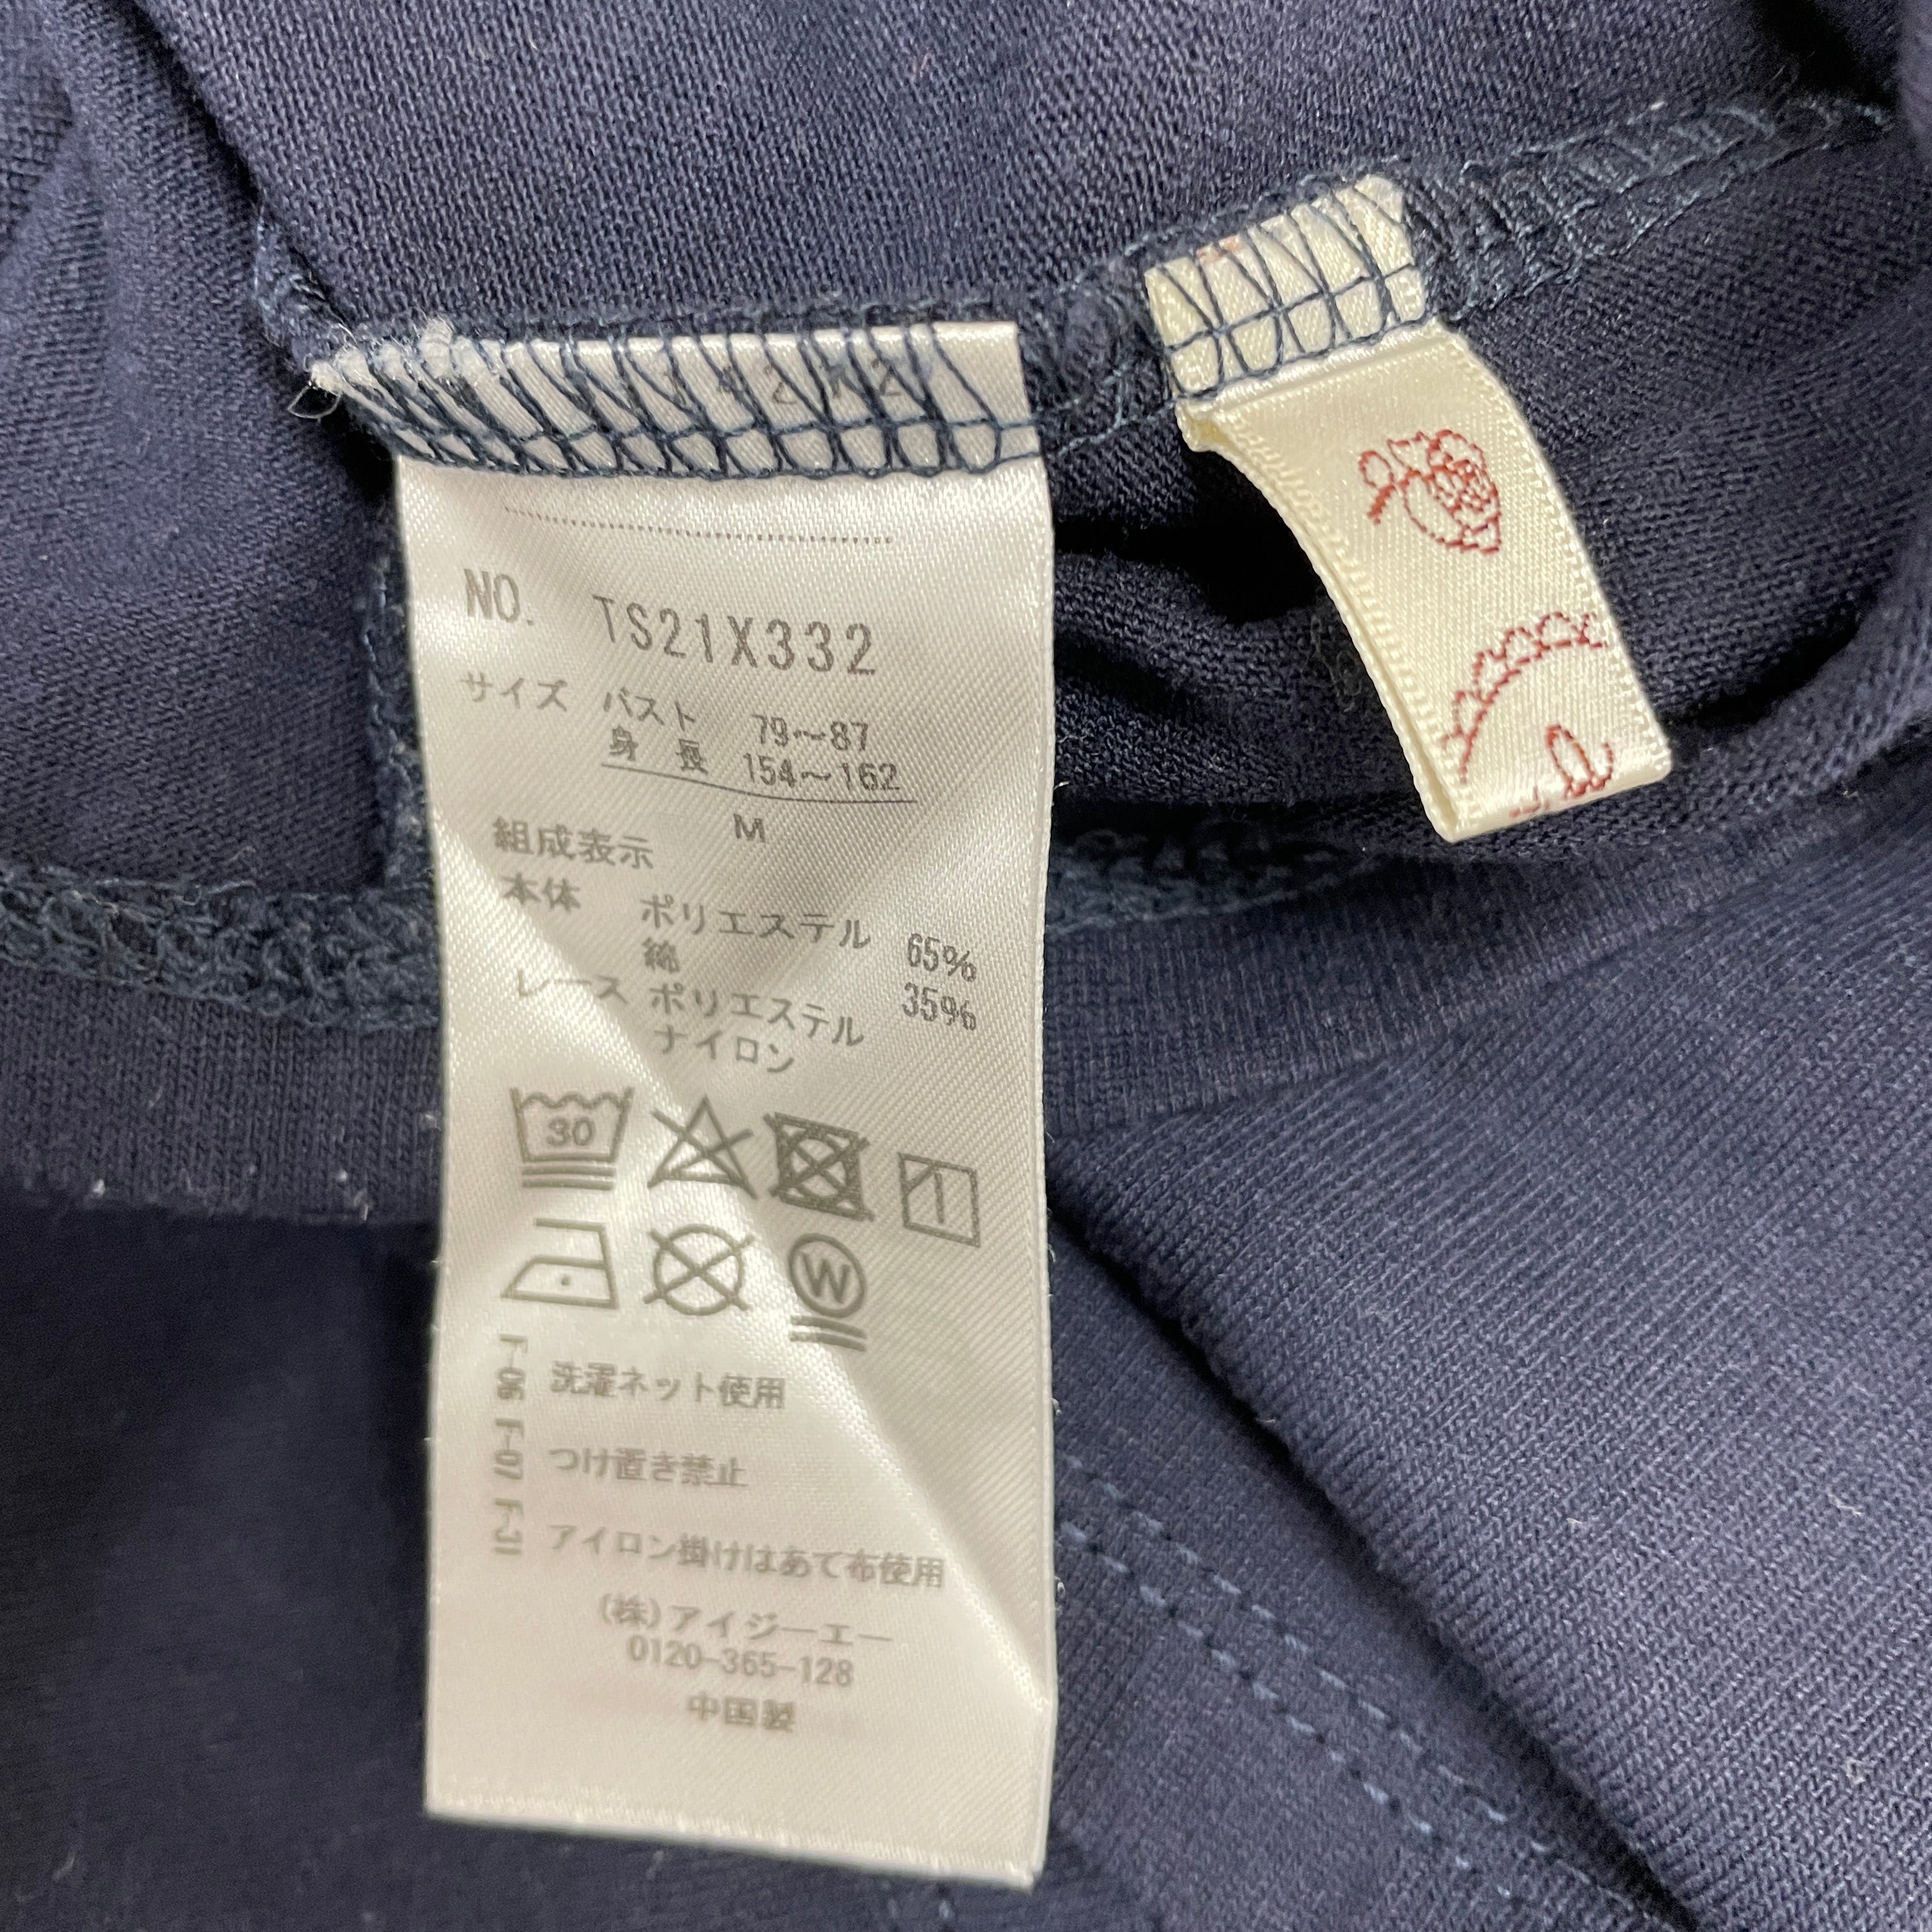 NO. TS21X332
サイズ バスト 79〜87
身長 154〜162
M
組成表示
本体 ポリエステル 65%
綿 35%
レース ポリエステル
ナイロン
30
W
F-06 F-07 F-31
洗濯ネット使用
つけ置き禁止
アイロン掛けはあて布使用
(株)アイジーエー
0120-365-128
中国製